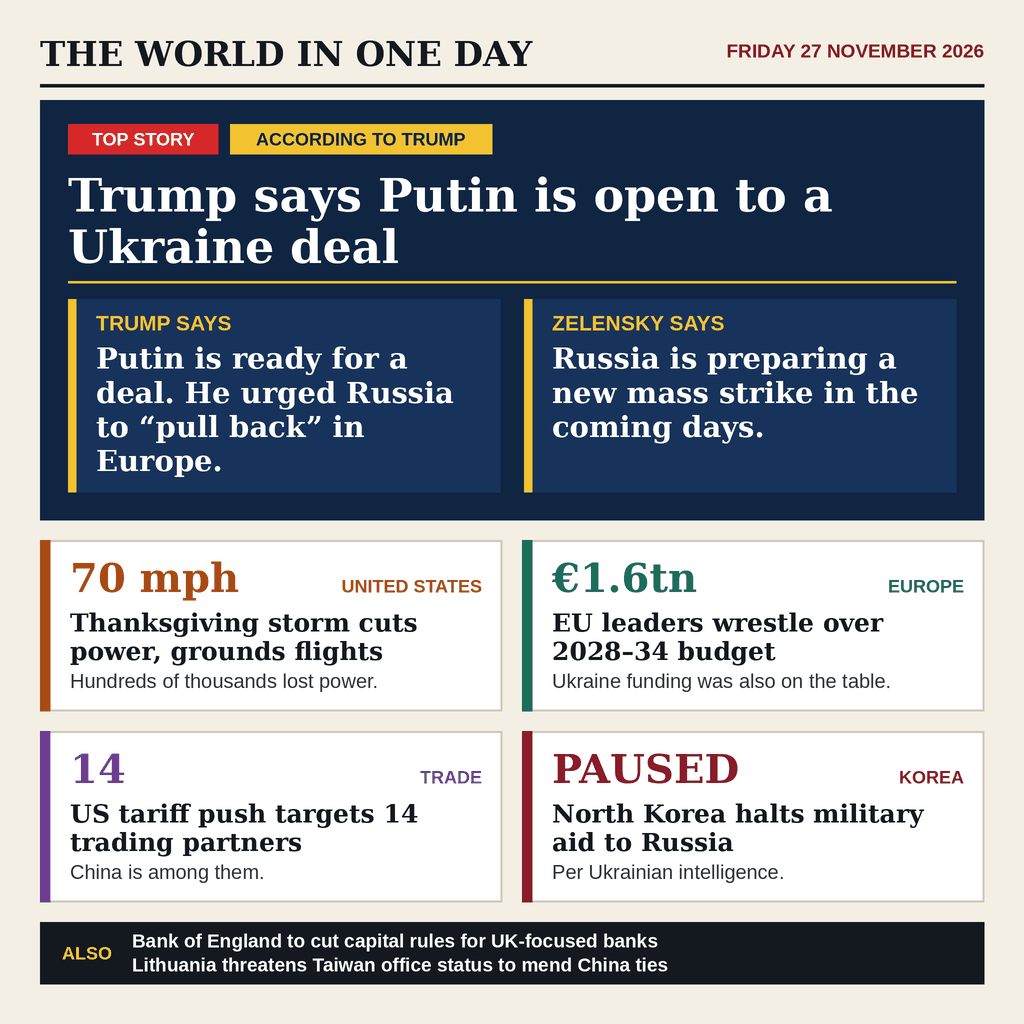 THE WORLD IN ONE DAY
FRIDAY 27 NOVEMBER 2026
TOP STORY
ACCORDING TO TRUMP
Trump says Putin is open to a
Ukraine deal
TRUMP SAYS
Putin is ready for a
deal. He urged Russia
to “pull back” in
Europe.
ZELENSKY SAYS
Russia is preparing a
new mass strike in the
coming days.
70 mph
UNITED STATES
Thanksgiving storm cuts
power, grounds flights
Hundreds of thousands lost power.
€1.6tn
EUROPE
EU leaders wrestle over
2028–34 budget
Ukraine funding was also on the table.
14
TRADE
US tariff push targets 14
trading partners
China is among them.
PAUSED
KOREA
North Korea halts military
aid to Russia
Per Ukrainian intelligence.
ALSO
Bank of England to cut capital rules for UK-focused banks
Lithuania threatens Taiwan office status to mend China ties